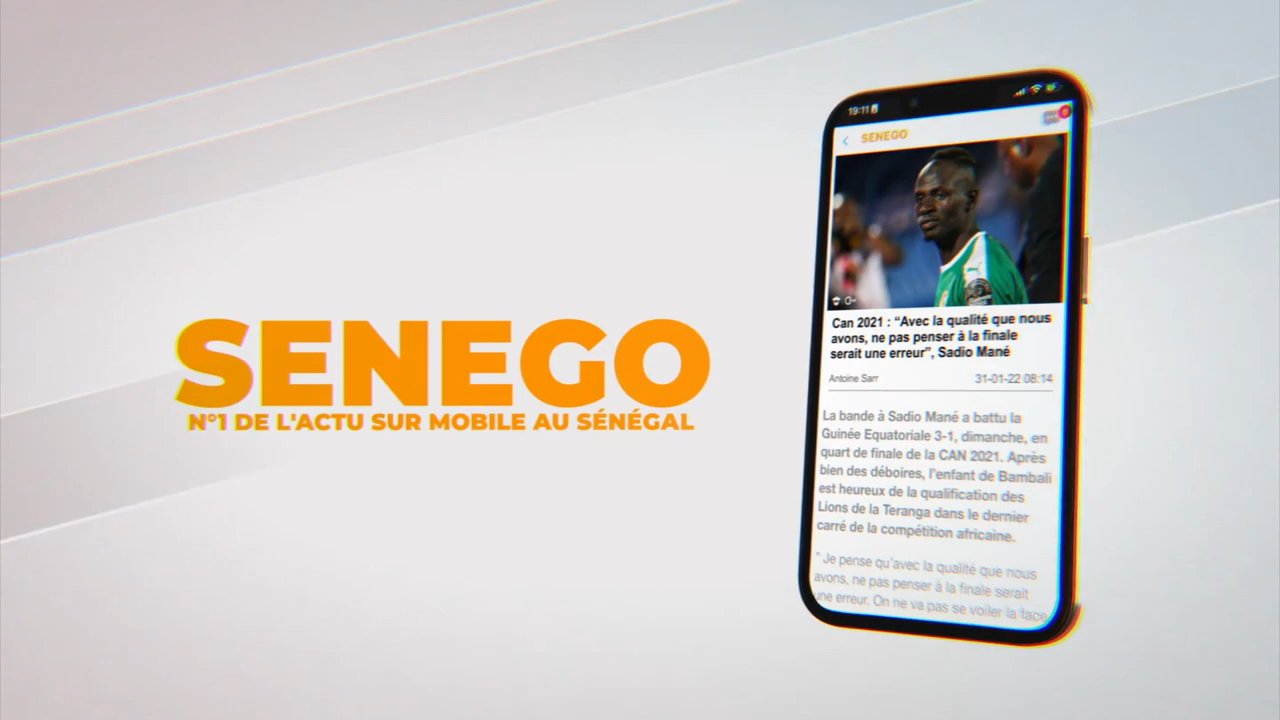 SENEGO
N°1 DE L'ACTU SUR MOBILE AU SÉNÉGAL
19:11
SENEGO
Can 2021 : “Avec la qualité que nous
avons, ne pas penser à la finale
serait une erreur”, Sadio Mané
Antoine Sarr 31-01-22 08:14
La bande à Sadio Mané a battu la
Guinée Equatoriale 3-1, dimanche, en
quart de finale de la CAN 2021. Après
bien des déboires, l'enfant de Bambali
est heureux de la qualification des
Lions de la Teranga dans le dernier
carré de la compétition africaine.
" Je pense qu'avec la qualité que nous
avons, ne pas penser à la finale serait
une erreur. On ne va pas se voiler la face